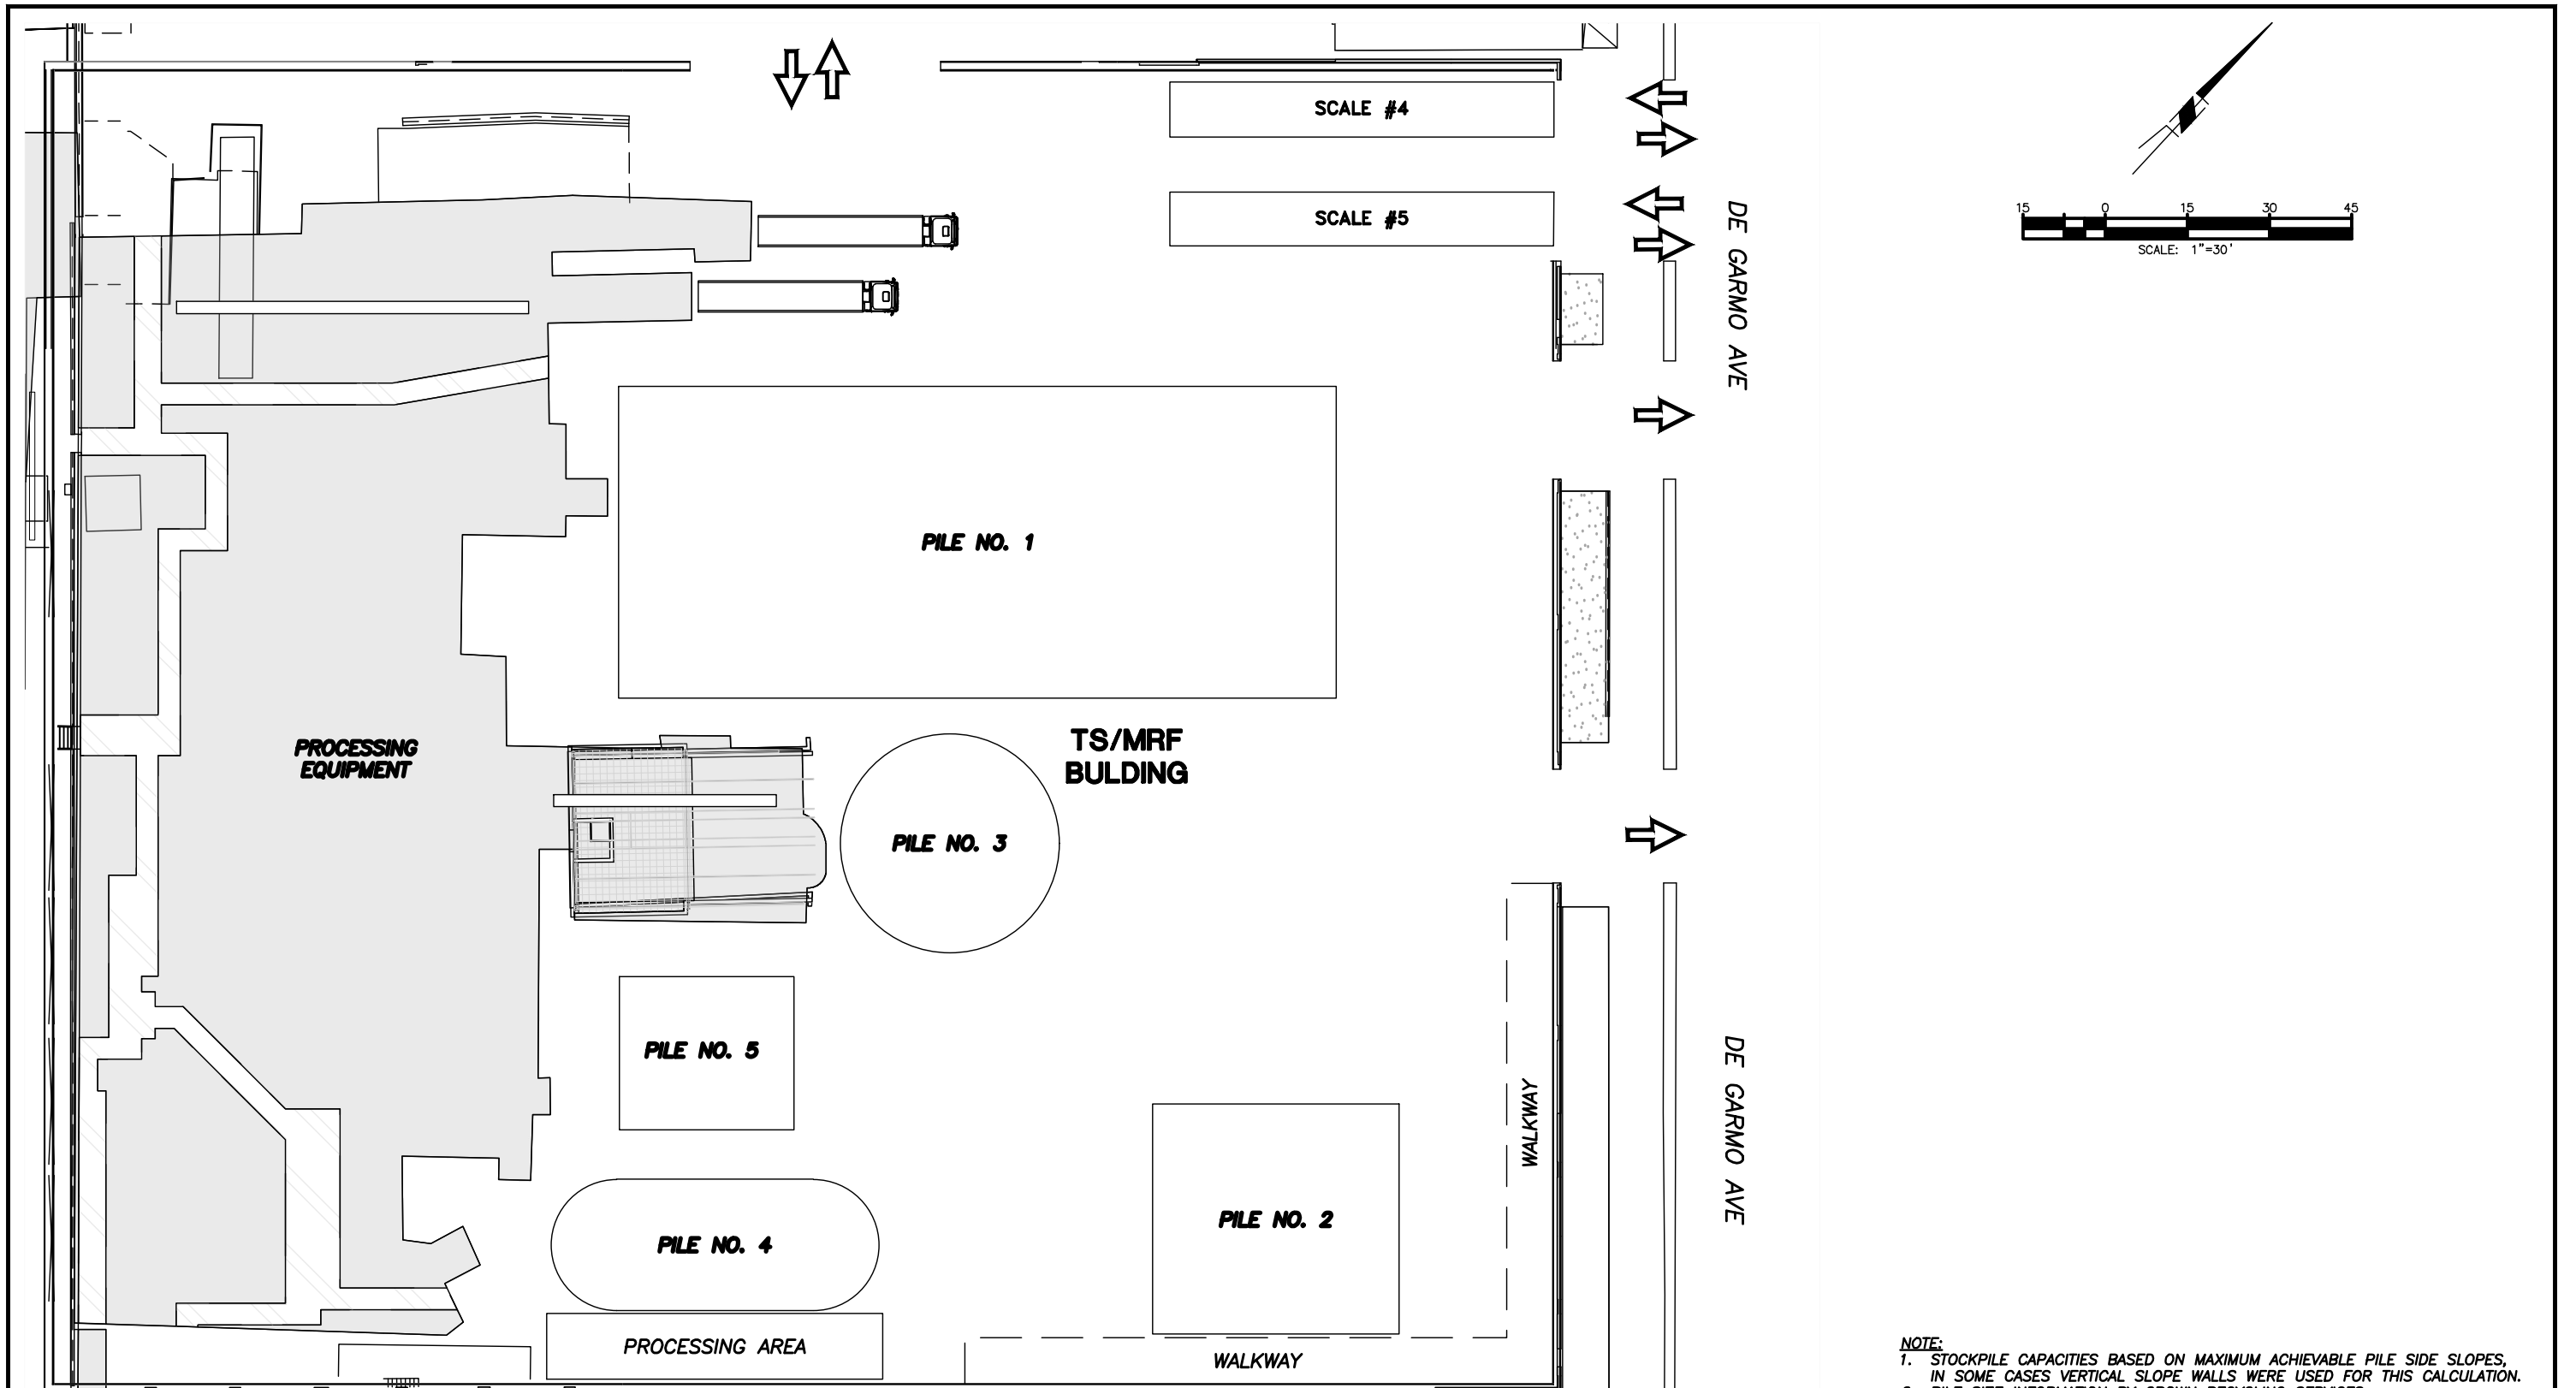 SCALE #4
SCALE #5
DE GARMO AVE
15 0 15 30 45
SCALE: 1"=30'
PILE NO. 1
TS/MRF
BULDING
PROCESSING
EQUIPMENT
PILE NO. 3
PILE NO. 5
WALKWAY
DE GARMO AVE
PILE NO. 2
PILE NO. 4
PROCESSING AREA
WALKWAY
NOTE:
1. STOCKPILE CAPACITIES BASED ON MAXIMUM ACHIEVABLE PILE SIDE SLOPES,
IN SOME CASES VERTICAL SLOPE WALLS WERE USED FOR THIS CALCULATION.